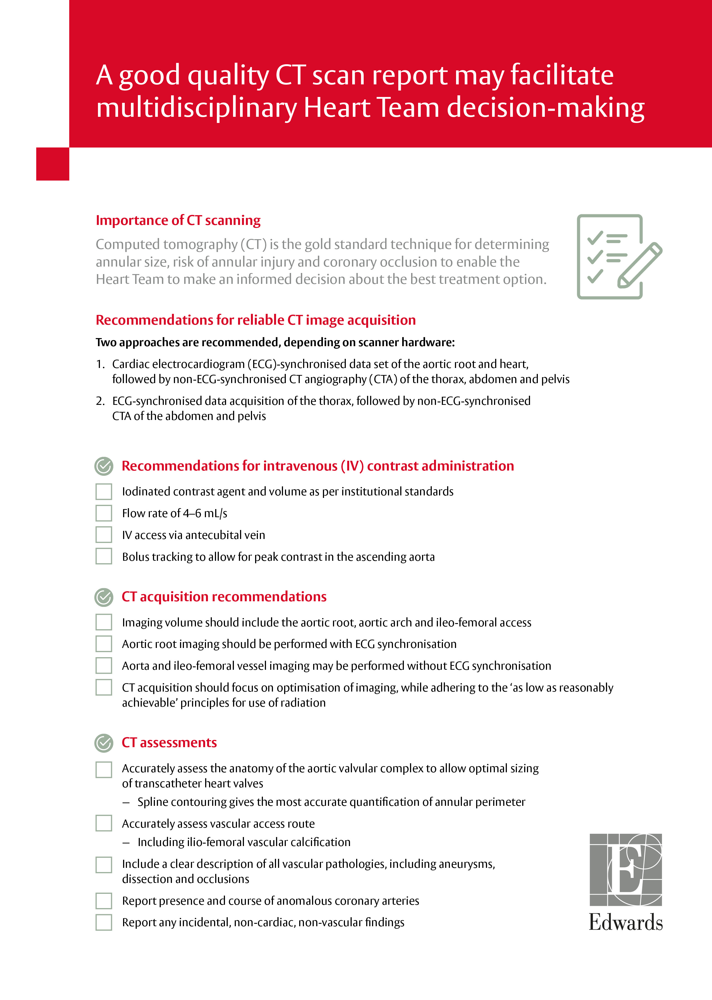 A good quality CT scan report may facilitate
multidisciplinary Heart Team decision-making
Importance of CT scanning
Computed tomography (CT) is the gold standard technique for determining
annular size, risk of annular injury and coronary occlusion to enable the
Heart Team to make an informed decision about the best treatment option.
Recommendations for reliable CT image acquisition
Two approaches are recommended, depending on scanner hardware:
1. Cardiac electrocardiogram (ECG)-synchronised data set of the aortic root and heart,
followed by non-ECG-synchronised CT angiography (CTA) of the thorax, abdomen and pelvis
2. ECG-synchronised data acquisition of the thorax, followed by non-ECG-synchronised
CTA of the abdomen and pelvis
Recommendations for intravenous (IV) contrast administration
Iodinated contrast agent and volume as per institutional standards
Flow rate of 4–6 mL/s
IV access via antecubital vein
Bolus tracking to allow for peak contrast in the ascending aorta
CT acquisition recommendations
Imaging volume should include the aortic root, aortic arch and ileo-femoral access
Aortic root imaging should be performed with ECG synchronisation
Aorta and ileo-femoral vessel imaging may be performed without ECG synchronisation
CT acquisition should focus on optimisation of imaging, while adhering to the ‘as low as reasonably
achievable’ principles for use of radiation
CT assessments
Accurately assess the anatomy of the aortic valvular complex to allow optimal sizing
of transcatheter heart valves
– Spline contouring gives the most accurate quantification of annular perimeter
Accurately assess vascular access route
– Including ilio-femoral vascular calcification
Include a clear description of all vascular pathologies, including aneurysms,
dissection and occlusions
Report presence and course of anomalous coronary arteries
Report any incidental, non-cardiac, non-vascular findings
E
Edwards